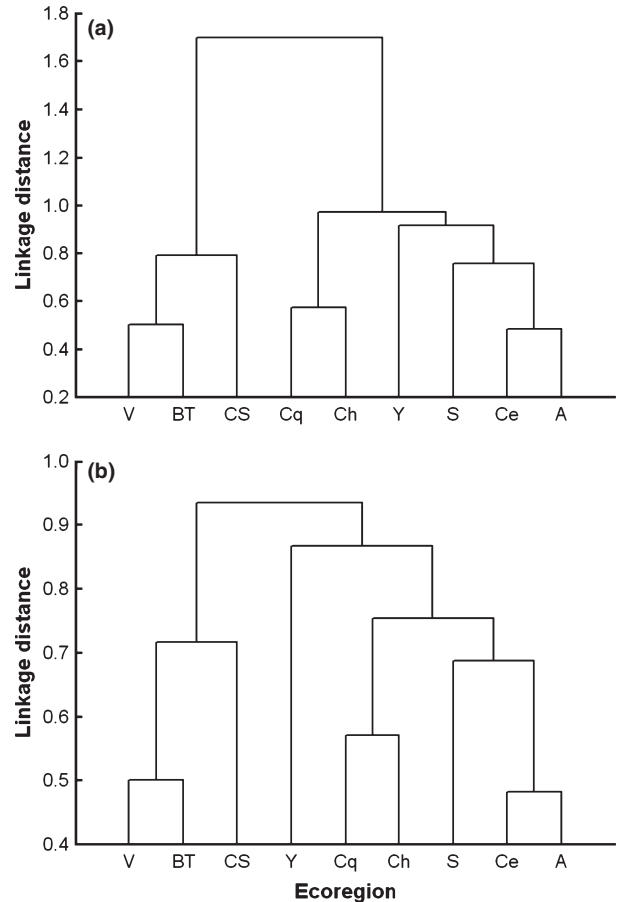 (a)
Linkage distance
1.8
1.6
1.4
1.2
1.0
0.8
0.6
0.4
0.2
V BT CS Cq Ch Y S Ce A
(b)
Linkage distance
1.0
0.9
0.8
0.7
0.6
0.5
0.4
V BT CS Y Cq Ch S Ce A
Ecoregion